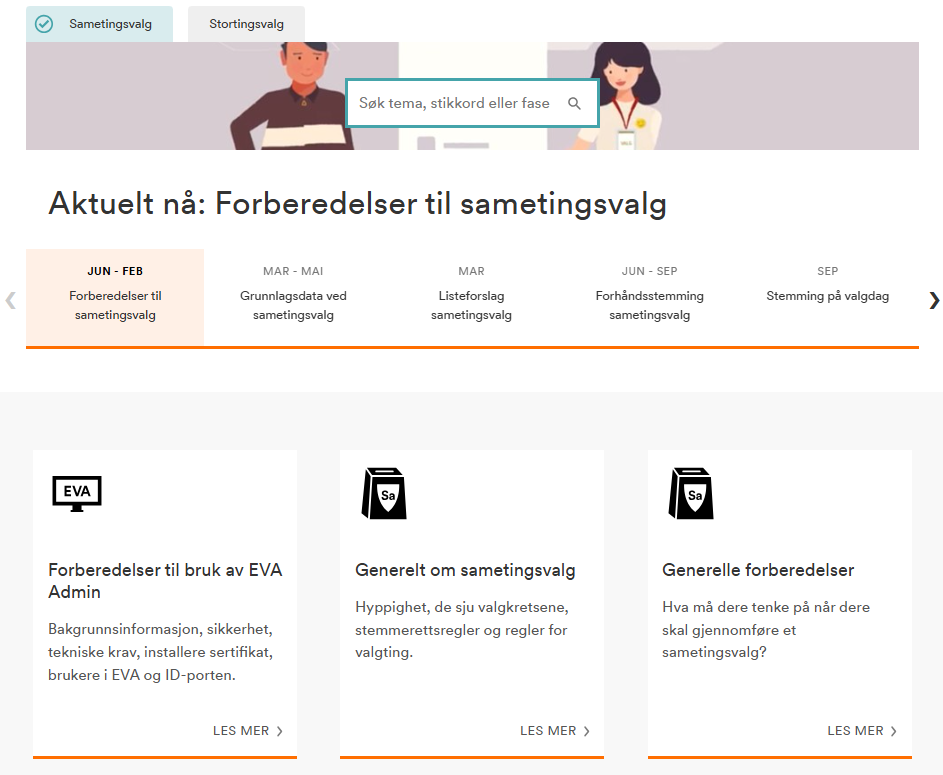 Sametingsvalg
Stortingsvalg
Søk tema, stikkord eller fase
Aktuelt nå: Forberedelser til sametingsvalg
JUN - FEB
Forberedelser til
sametingsvalg
MAR - MAI
Grunnlagsdata ved
sametingsvalg
MAR
Listeforslag
sametingsvalg
JUN - SEP
Forhåndsstemming
sametingsvalg
SEP
Stemming på valgdag
EVA
Forberedelser til bruk av EVA
Admin
Bakgrunnsinformasjon, sikkerhet,
tekniske krav, installere sertifikat,
brukere i EVA og ID-porten.
LES MER
Sa
Generelt om sametingsvalg
Hyppighet, de sju valgkretsene,
stemmerettsregler og regler for
valgting.
LES MER
Sa
Generelle forberedelser
Hva må dere tenke på når dere
skal gjennomføre et
sametingsvalg?
LES MER